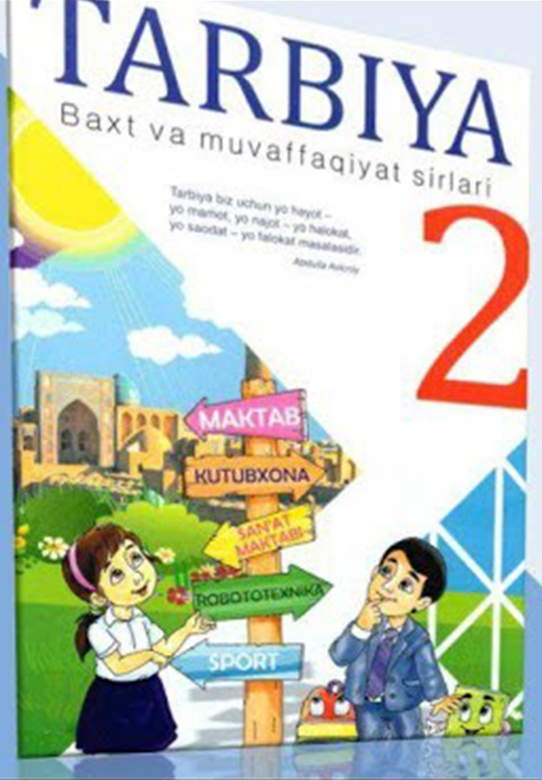 TARBIYA
Baxt va muvaffaqiyat sirlari
Tarbiya biz uchun yo hayot –
yo mamot, yo najot – yo halokat,
yo saodat – yo falokat masalasidir.
Abdulla Avloniy
2
MAKTAB
KUTUBXONA
SAN'AT
MAKTABI
ROBOTOTEXNIKA
SPORT